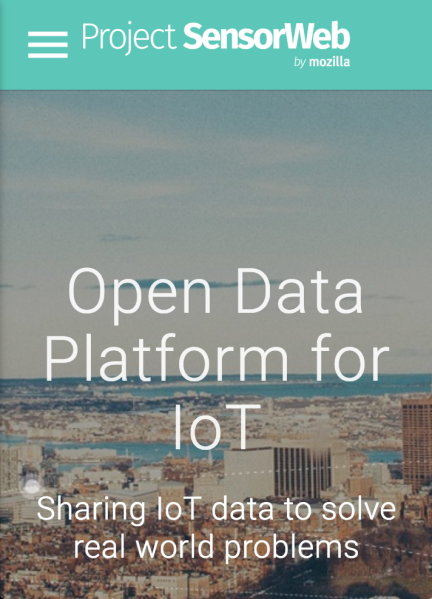 Project SensorWeb
by mozilla
Open Data
Platform for
IoT
Sharing IoT data to solve
real world problems